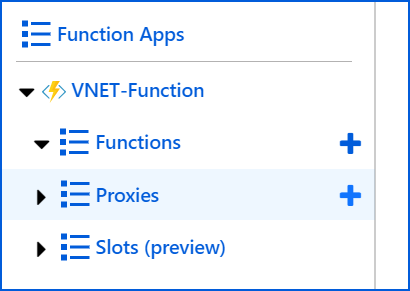 Function Apps
VNET-Function
Functions
Proxies
Slots (preview)